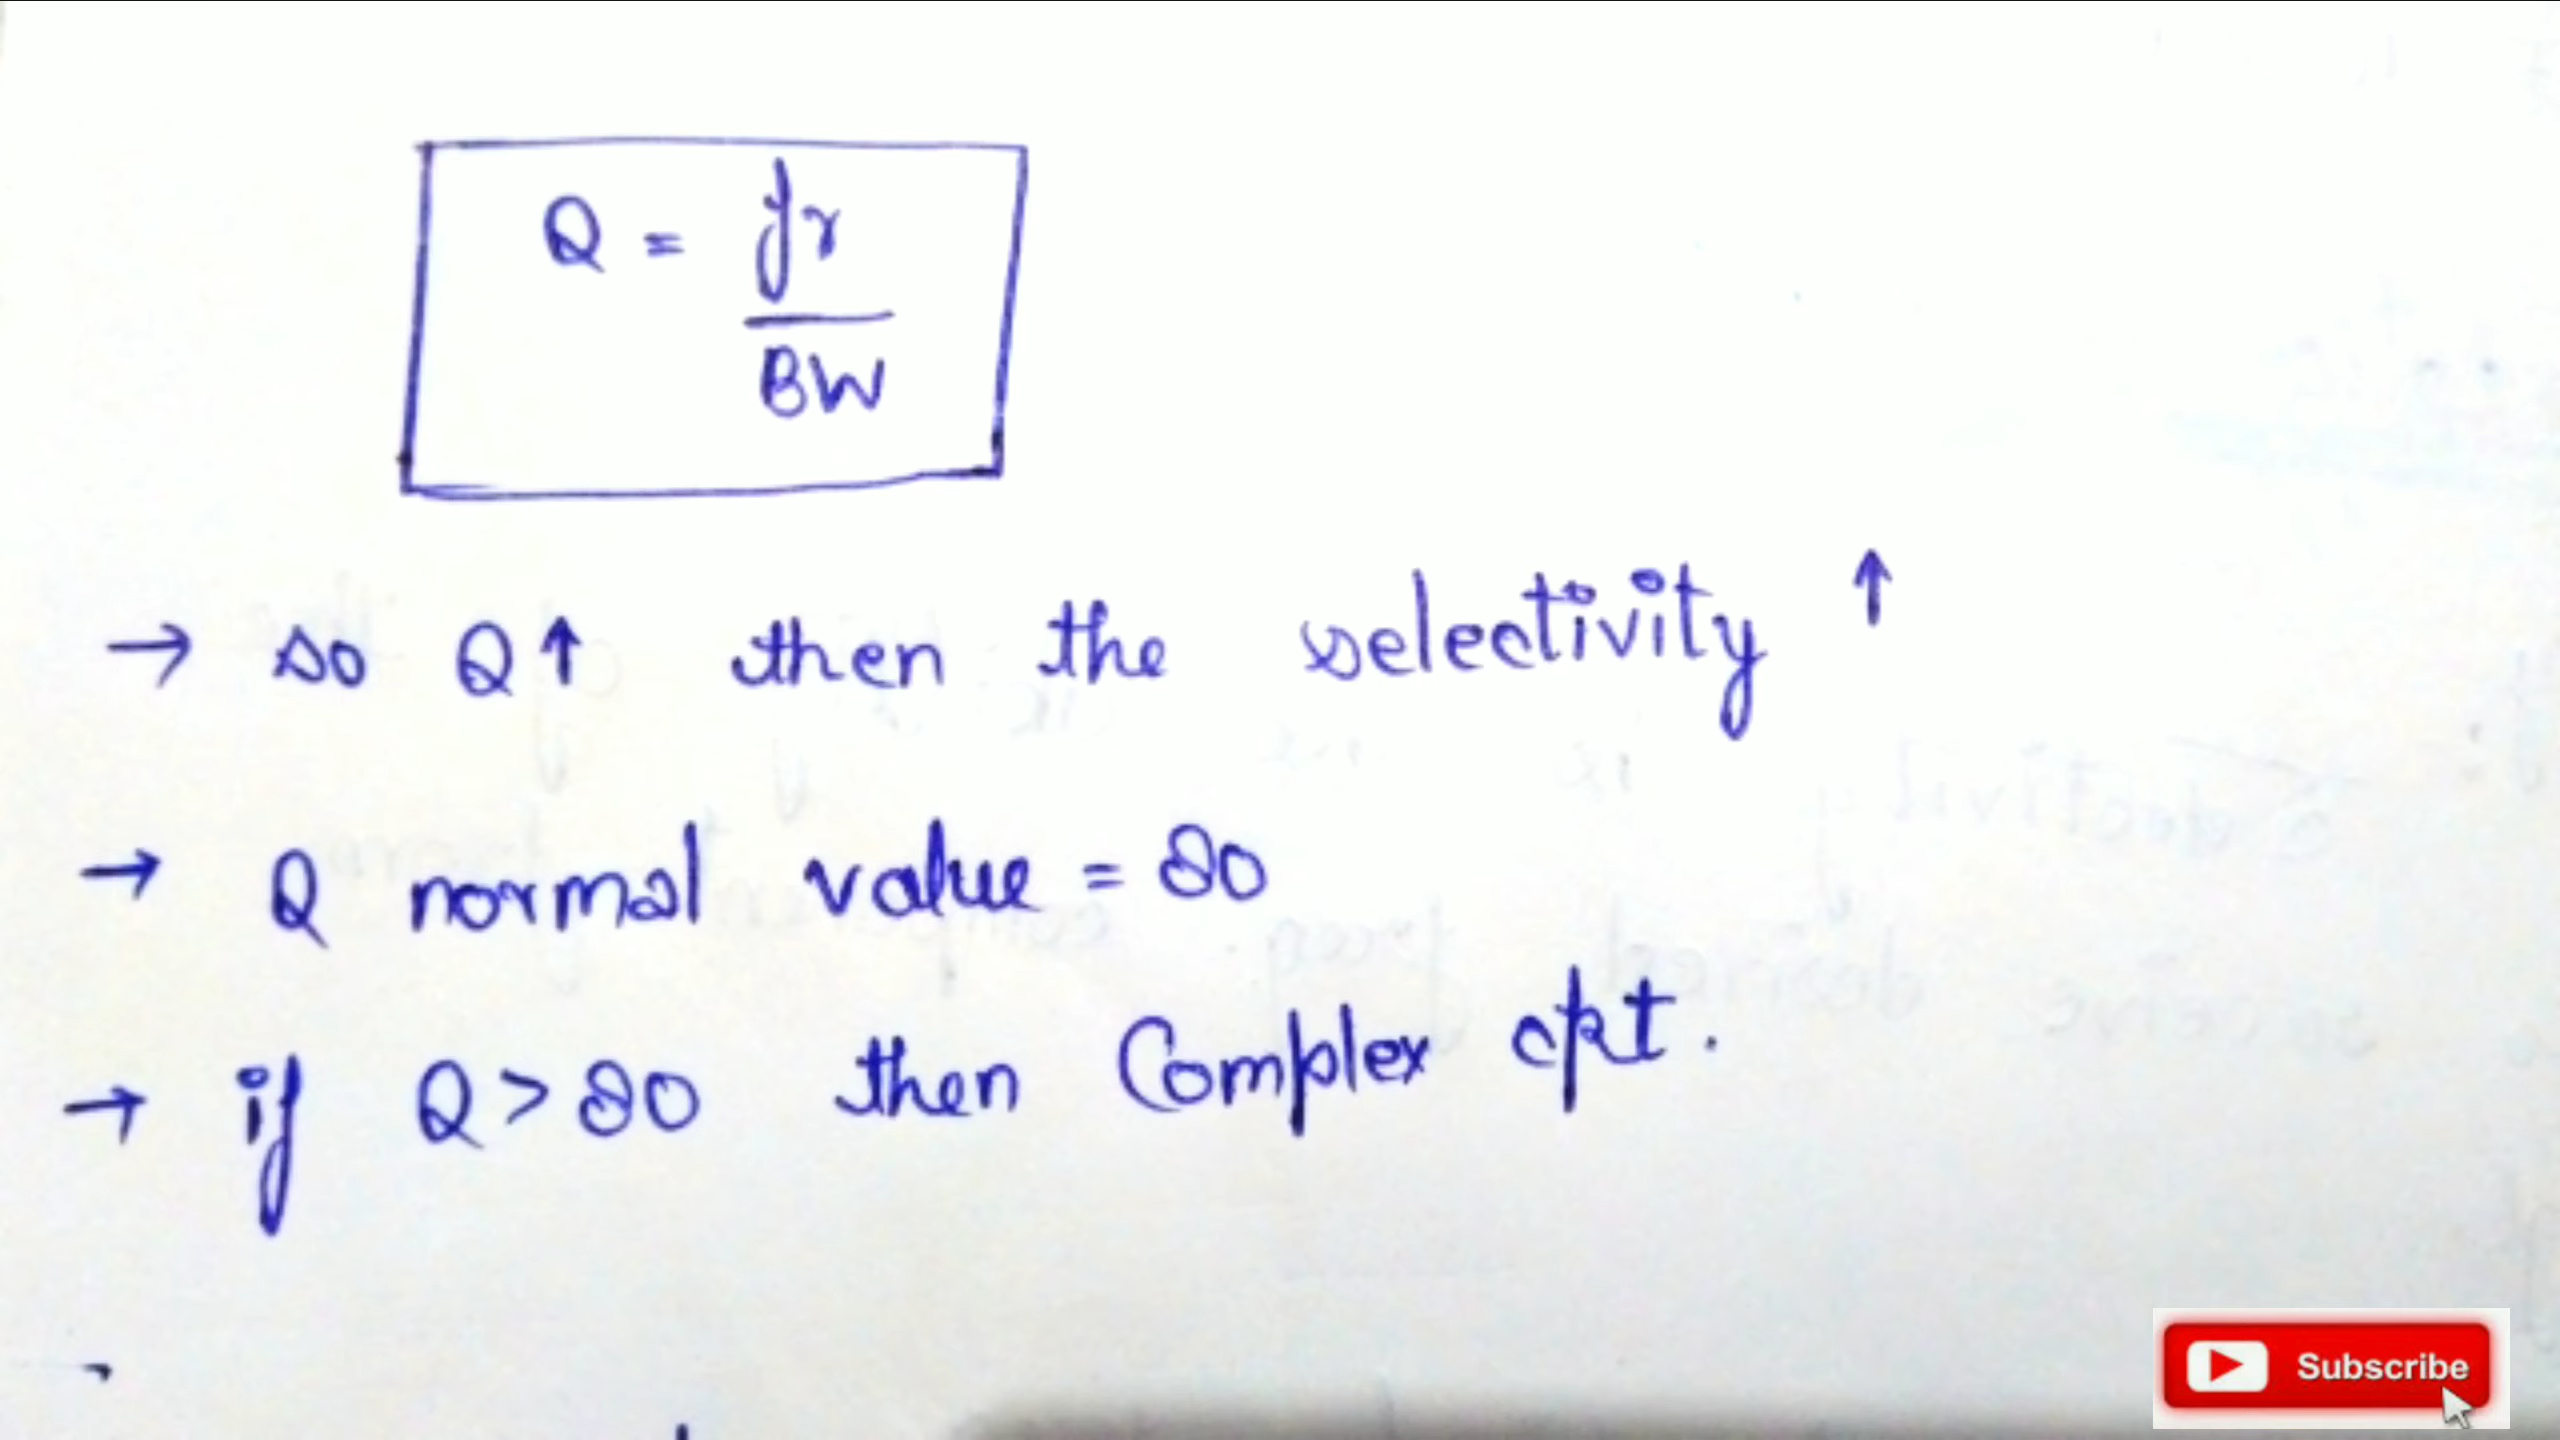 Q = fr
BW
→ so Q↑ then the selectivity ↑
→ Q normal value = 80
→ if Q > 80 then Complex ckt.
Subscribe